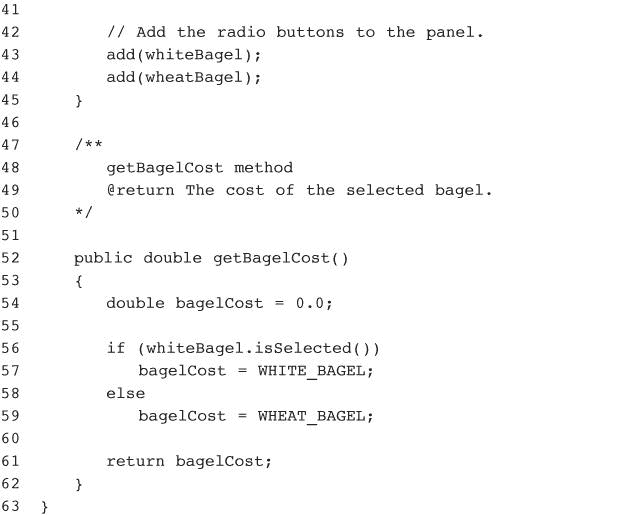 41
42         // Add the radio buttons to the panel.
43         add(whiteBagel);
44         add(wheatBagel);
45      }
46
47      /**
48         getBagelCost method
49         @return The cost of the selected bagel.
50      */
51
52      public double getBagelCost()
53      {
54         double bagelCost = 0.0;
55
56         if (whiteBagel.isSelected())
57            bagelCost = WHITE_BAGEL;
58         else
59            bagelCost = WHEAT_BAGEL;
60
61         return bagelCost;
62      }
63   }